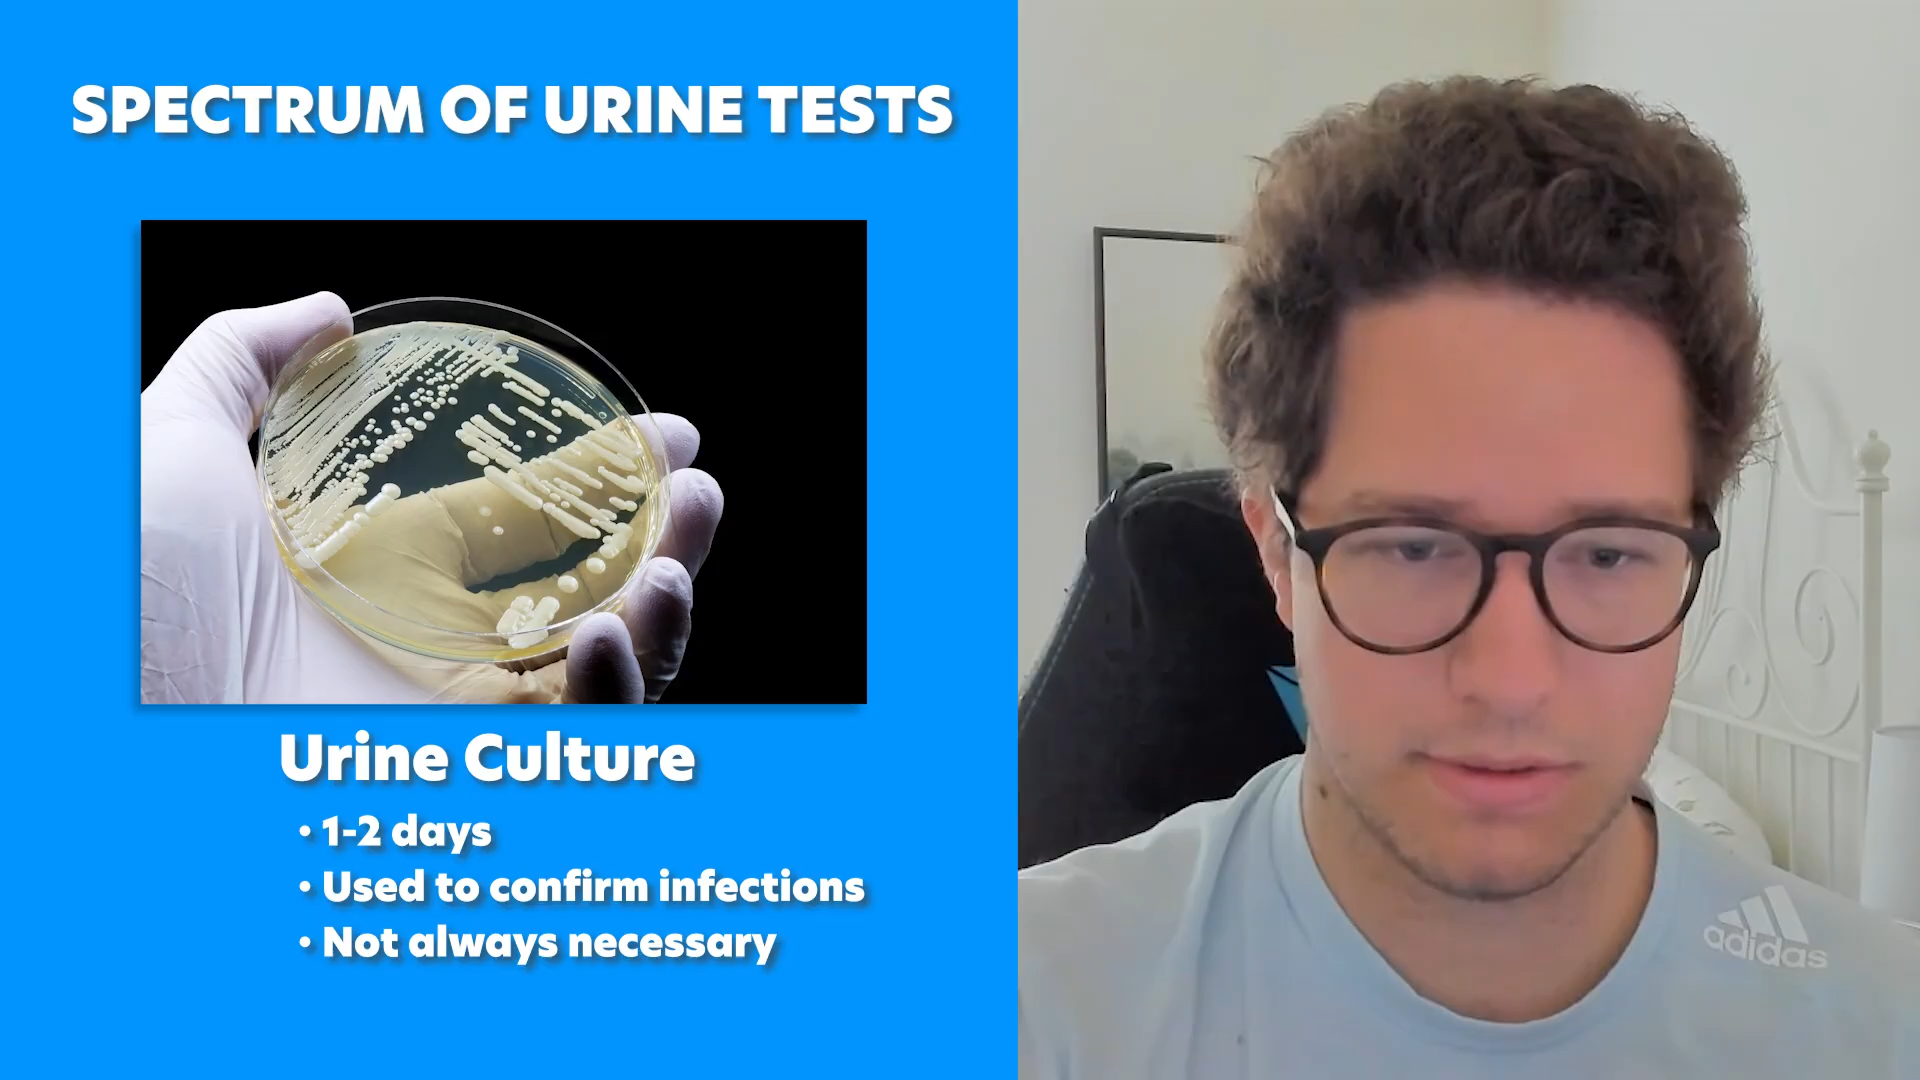 SPECTRUM OF URINE TESTS
Urine Culture
• 1-2 days
• Used to confirm infections
• Not always necessary
adidas